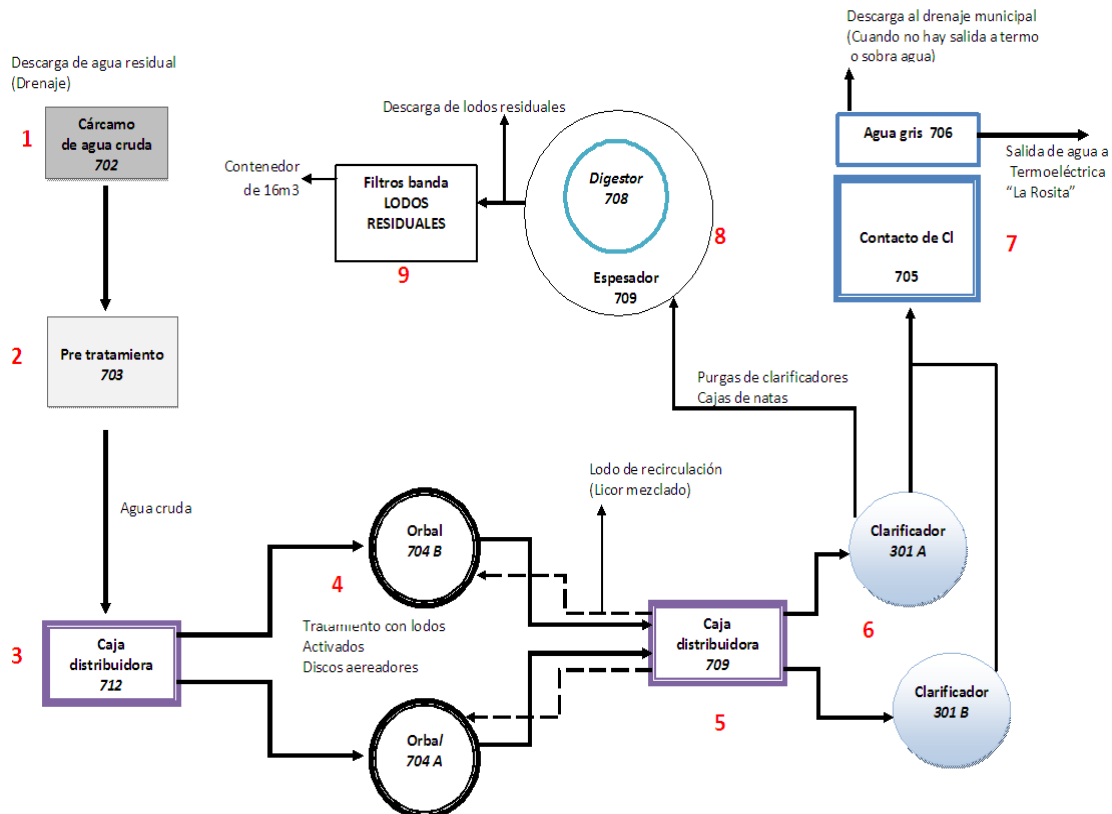 Descarga de agua residual
(Drenaje)
1
Cárcamo
de agua cruda
702
2
Pre tratamiento
703
Agua cruda
3
Caja
distribuidora
712
4
Orbal
704 B
Tratamiento con lodos
Activados
Discos aereadores
Orbal
704 A
Lodo de recirculación
(Licor mezclado)
Caja
distribuidora
709
5
Clarificador
301 A
6
Clarificador
301 B
Purgas de clarificadores
Cajas de natas
Contacto de Cl
705
7
Agua gris 706
Descarga al drenaje municipal
(Cuando no hay salida a termo
o sobra agua)
Salida de agua a
Termoeléctrica
“La Rosita”
Digestor
708
Espesador
709
8
Descarga de lodos residuales
Filtros banda
LODOS
RESIDUALES
9
Contenedor
de 16m3